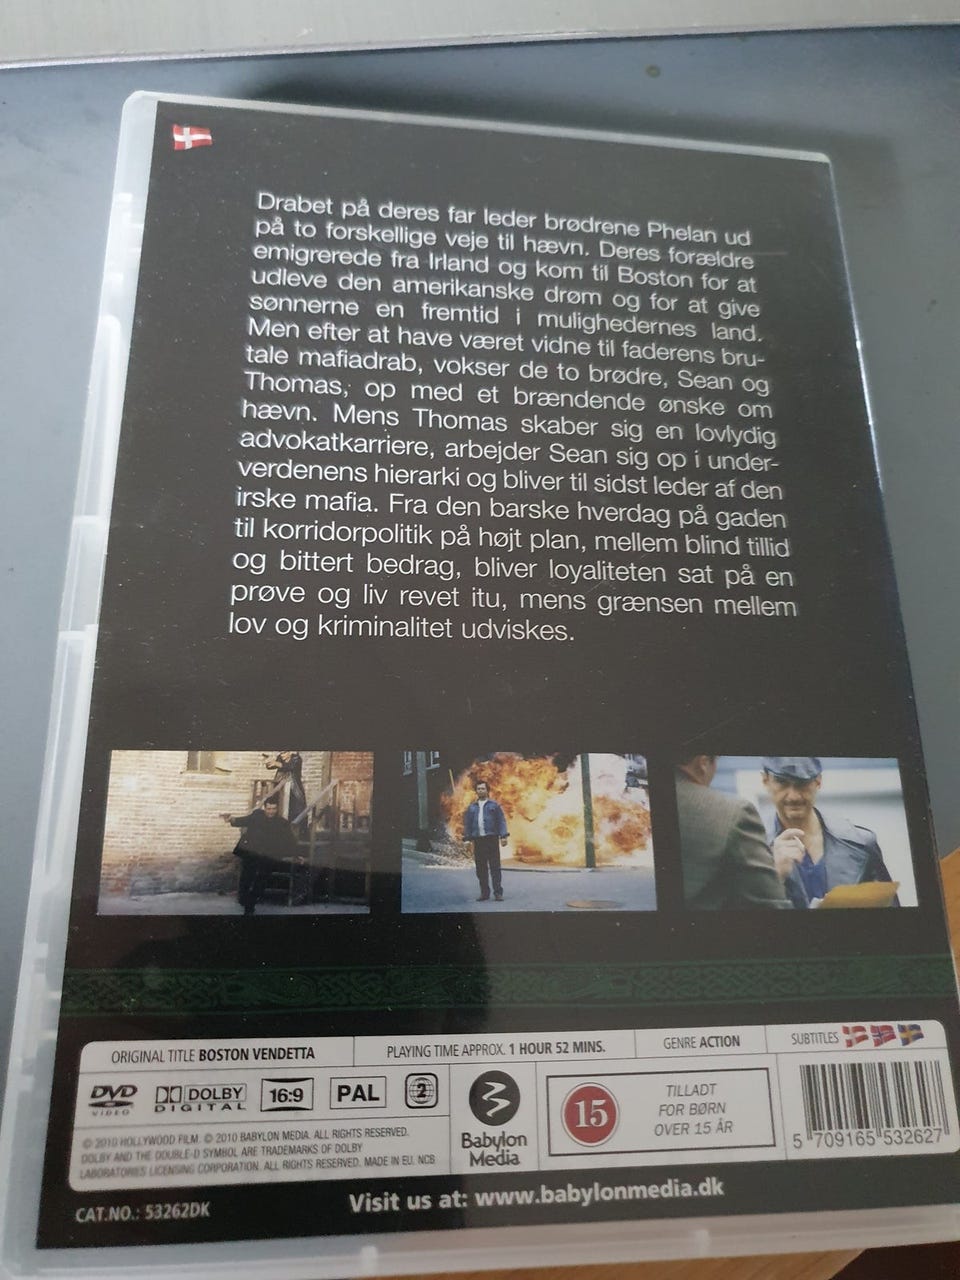 Drabet på deres far leder brødrene Phelan ud
på to forskellige veje til hævn. Deres forældre
emigrerede fra Irland og kom til Boston for at
udleve den amerikanske drøm og for at give
sønnerne en fremtid i mulighedernes land.
Men efter at have været vidne til faderens bru-
tale mafiadrab, vokser de to brødre, Sean og
Thomas, op med et brændende ønske om
hævn. Mens Thomas skaber sig en lovlydig
advokatkarriere, arbejder Sean sig op i under-
verdenens hierarki og bliver til sidst leder af den
irske mafia. Fra den barske hverdag på gaden
til korridorpolitik på højt plan, mellem blind tillid
og bittert bedrag, bliver loyaliteten sat på en
prøve og liv revet itu, mens grænsen mellem
lov og kriminalitet udviskes.
ORIGINAL TITLE BOSTON VENDETTA
PLAYING TIME APPROX. 1 HOUR 52 MINS.
GENRE ACTION
SUBTITLES
DVD VIDEO
DOLBY DIGITAL
16:9
PAL
2
© 2010 HOLLYWOOD FILM. © 2010 BABYLON MEDIA. ALL RIGHTS RESERVED.
DOLBY AND THE DOUBLE-D SYMBOL ARE TRADEMARKS OF DOLBY
LABORATORIES LICENSING CORPORATION. ALL RIGHTS RESERVED. MADE IN EU. NCB
Babylon
Media
15
TILLADT
FOR BØRN
OVER 15 ÅR
5 709165 532627
CAT.NO.: 53262DK
Visit us at: www.babylonmedia.dk